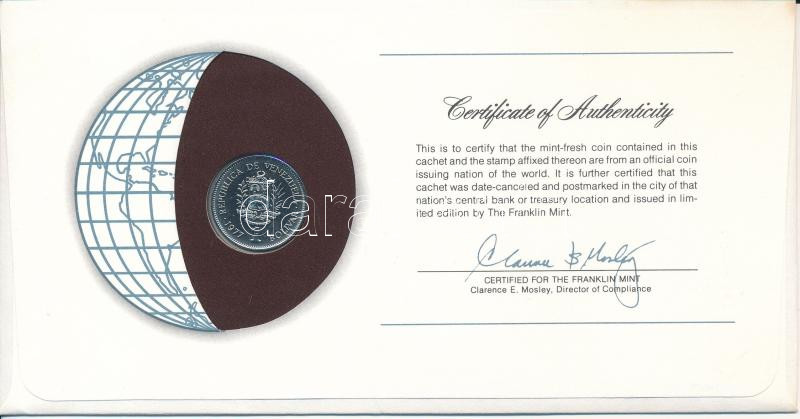 Certificate of Authenticity
This is to certify that the mint-fresh coin contained in this
cachet and the stamp affixed thereon are from an official coin
issuing nation of the world. It is further certified that this
cachet was date-canceled and postmarked in the city of that
nation's central bank or treasury location and issued in lim-
ited edition by The Franklin Mint.
CERTIFIED FOR THE FRANKLIN MINT
Clarence E. Mosley, Director of Compliance
REPUBLICA DE VENEZUELA
1977